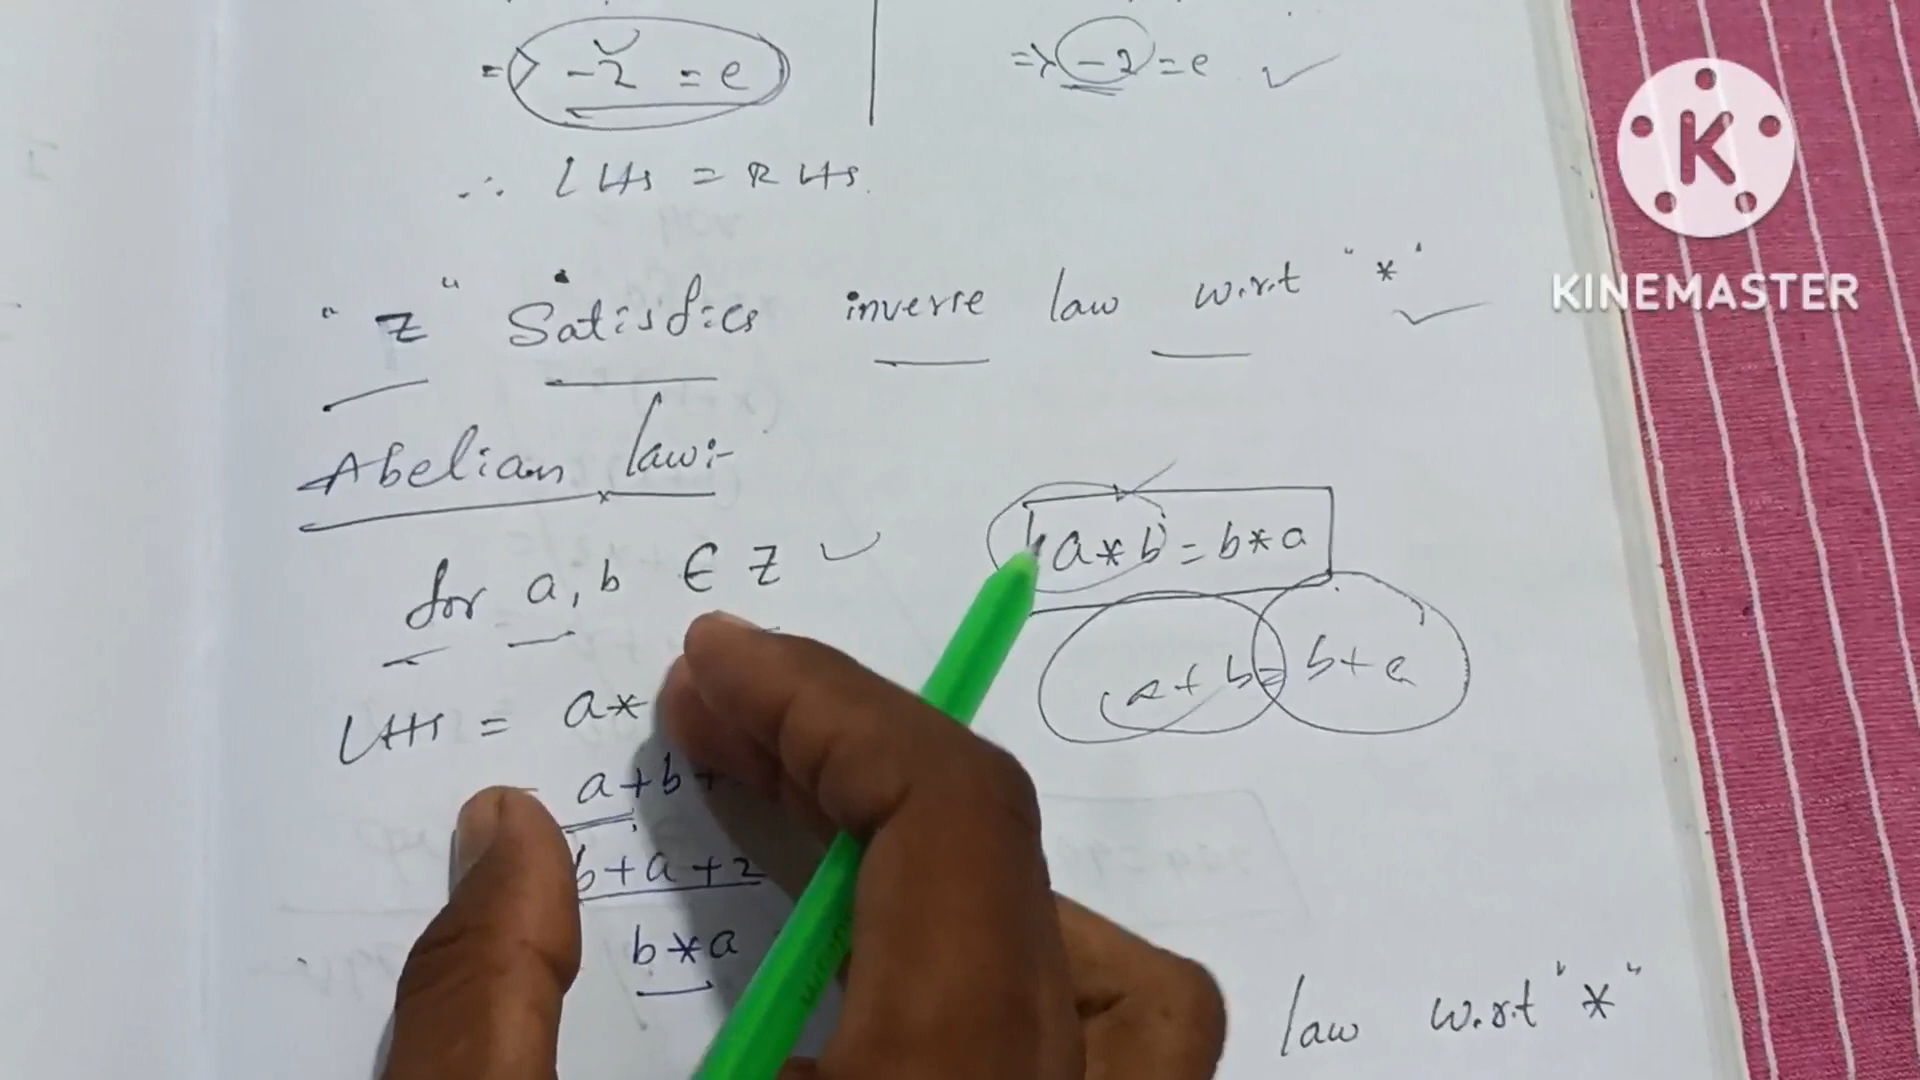 => -2 = e
=> -2 = e
∴ LHS = RHS.
"Z" Satisfies inverse law w.r.t "*"
Abelian law:-
for a, b ∈ Z
a * b = b * a
a + b = b +
LHS = a *
a + b +
b + a + 2
b * a
law w.r.t "*"
K
KINEMASTER